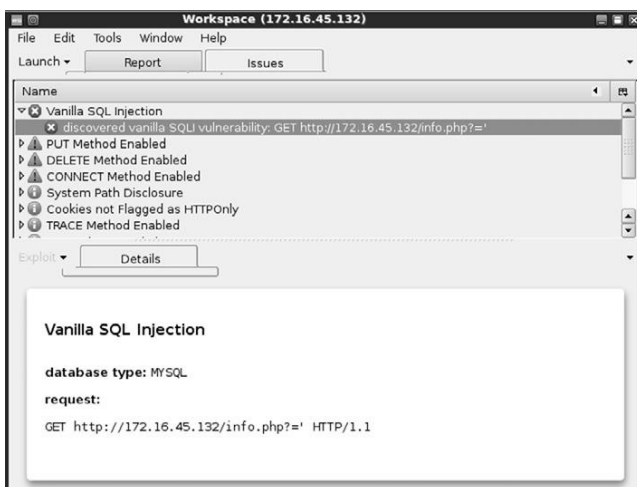 Workspace (172.16.45.132)
File Edit Tools Window Help
Launch Report Issues
Name
Vanilla SQL Injection
discovered vanilla SQLI vulnerability: GET http://172.16.45.132/info.php?='
PUT Method Enabled
DELETE Method Enabled
CONNECT Method Enabled
System Path Disclosure
Cookies not Flagged as HTTPOnly
TRACE Method Enabled
Exploit Details
Vanilla SQL Injection
database type: MYSQL
request:
GET http://172.16.45.132/info.php?=' HTTP/1.1